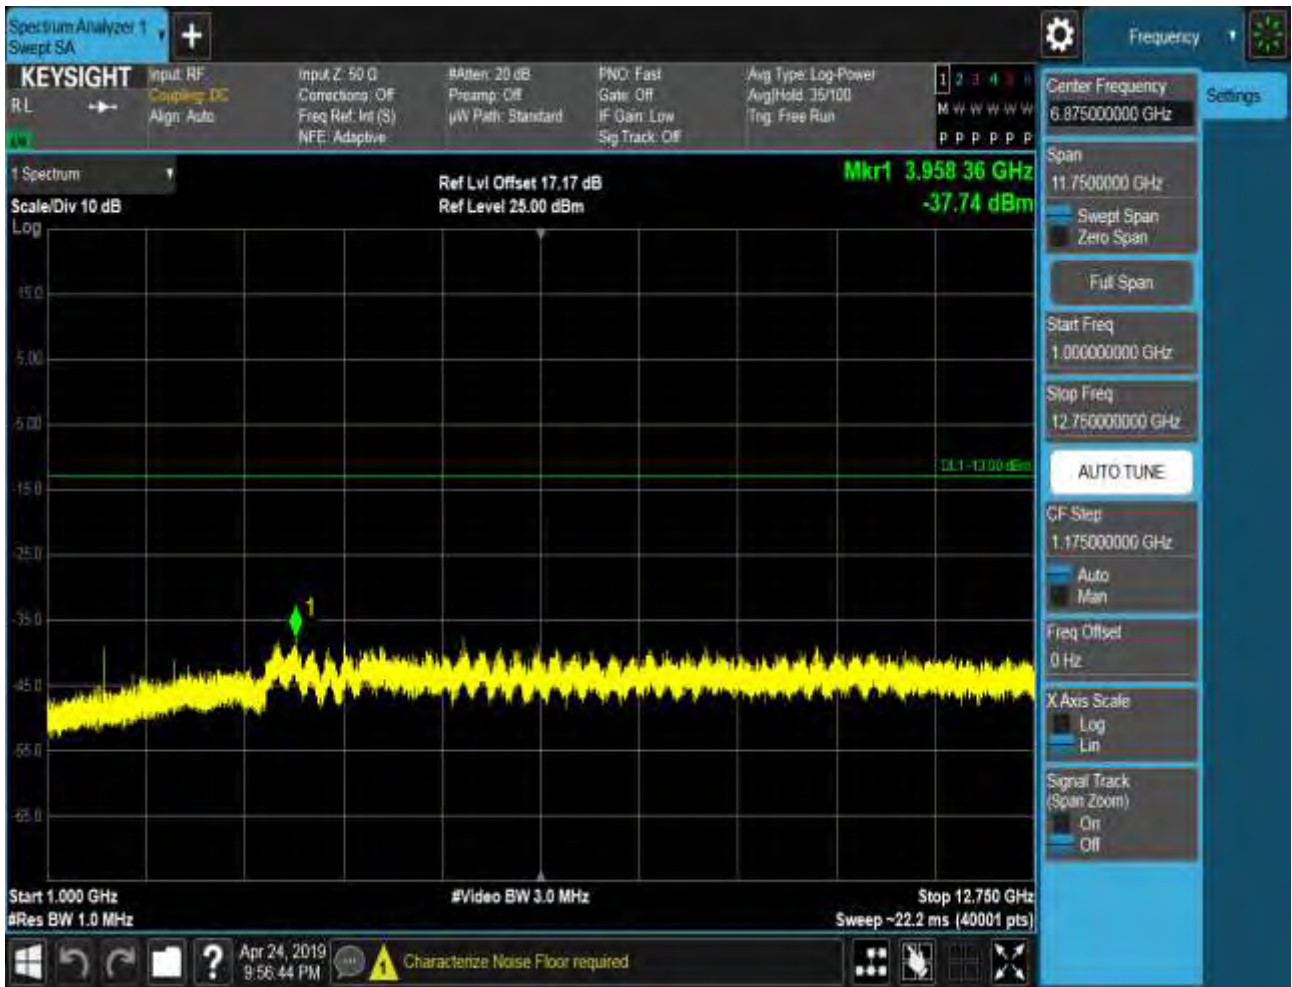 Spectrum Analyzer 1
Swept SA
Frequency
KEYSIGHT
RL
Input: RF
Coupling: DC
Align: Auto
Input Z: 50 Ω
Corrections: Off
Freq Ref: Int (S)
NFE: Adaptive
#Atten: 20 dB
Preamp: Off
µW Path: Standard
PNO: Fast
Gate: Off
IF Gain: Low
Sig Track: Off
Avg Type: Log-Power
Avg|Hold: 35/100
Trig: Free Run
1 2 3 4 5 6
M W W W W W
P P P P P P
1 Spectrum
Scale/Div 10 dB
Log
Ref Lvl Offset 17.17 dB
Ref Level 25.00 dBm
Mkr1 3.958 36 GHz
-37.74 dBm
15.0
5.00
-5.00
-15.0
-25.0
-35.0
-45.0
-55.0
-65.0
DL1 -13.00 dBm
1
Start 1.000 GHz
#Res BW 1.0 MHz
#Video BW 3.0 MHz
Stop 12.750 GHz
Sweep ~22.2 ms (40001 pts)
Center Frequency
6.875000000 GHz
Settings
Span
11.7500000 GHz
Swept Span
Zero Span
Full Span
Start Freq
1.000000000 GHz
Stop Freq
12.750000000 GHz
AUTO TUNE
CF Step
1.175000000 GHz
Auto
Man
Freq Offset
0 Hz
X Axis Scale
Log
Lin
Signal Track
(Span Zoom)
On
Off
?
Apr 24, 2019
9:56:44 PM
Characterize Noise Floor required